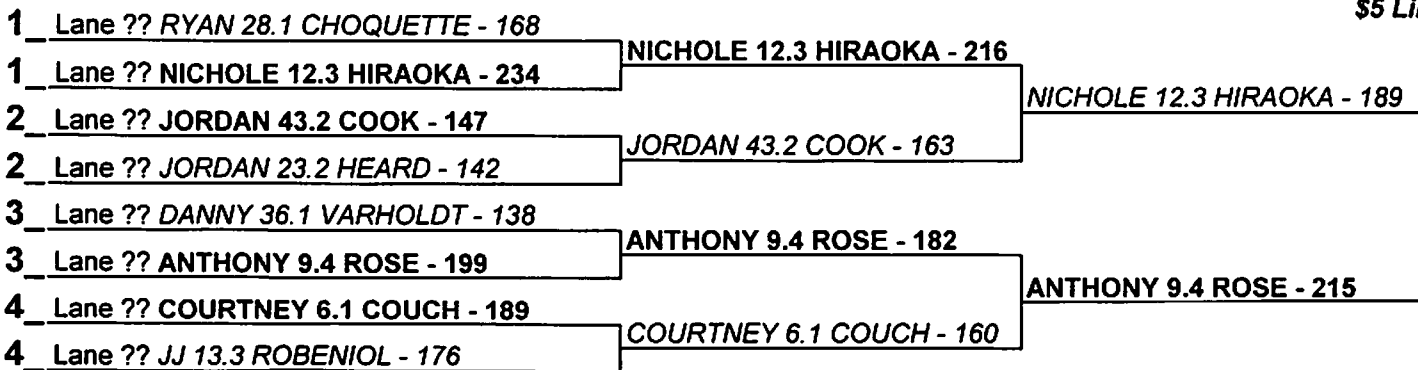 $5 Li
1_ Lane ?? RYAN 28.1 CHOQUETTE - 168
1_ Lane ?? NICHOLE 12.3 HIRAOKA - 234
2_ Lane ?? JORDAN 43.2 COOK - 147
2_ Lane ?? JORDAN 23.2 HEARD - 142
3_ Lane ?? DANNY 36.1 VARHOLDT - 138
3_ Lane ?? ANTHONY 9.4 ROSE - 199
4_ Lane ?? COURTNEY 6.1 COUCH - 189
4_ Lane ?? JJ 13.3 ROBENIOL - 176
NICHOLE 12.3 HIRAOKA - 216
JORDAN 43.2 COOK - 163
ANTHONY 9.4 ROSE - 182
COURTNEY 6.1 COUCH - 160
NICHOLE 12.3 HIRAOKA - 189
ANTHONY 9.4 ROSE - 215